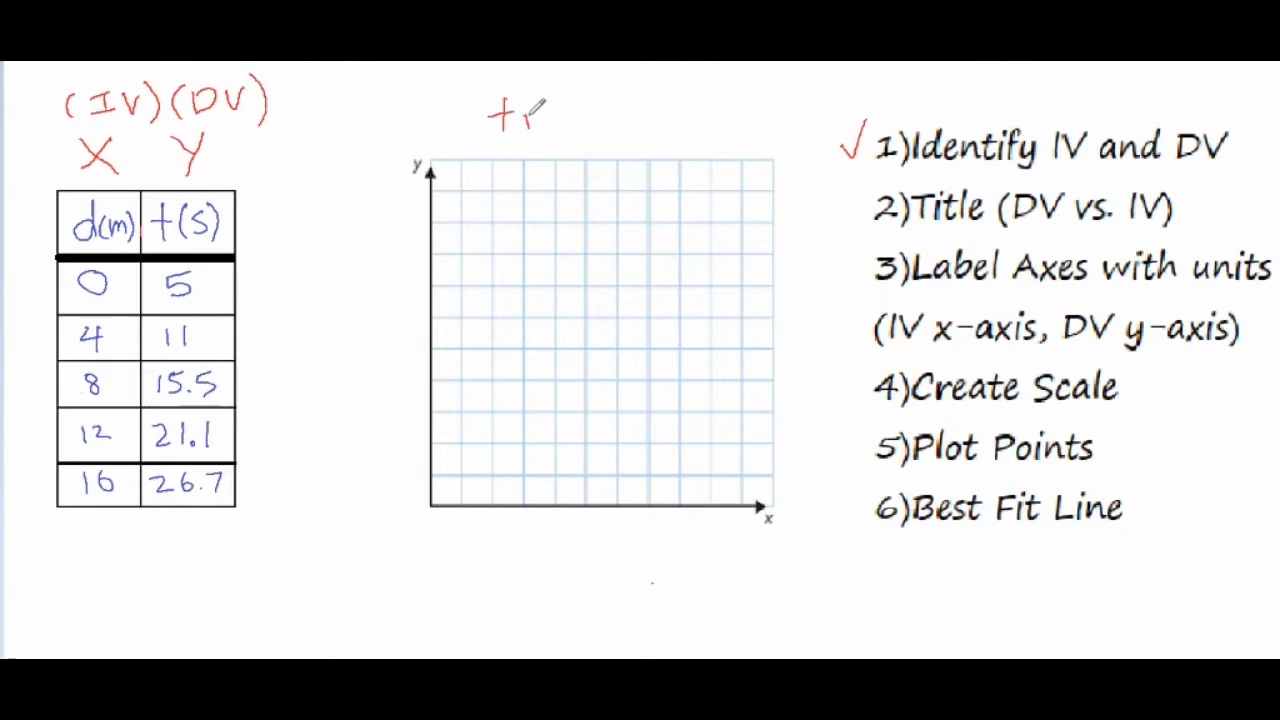 (IV) (DV)
X Y
d(m) t(s)
0 5
4 11
8 15.5
12 21.1
16 26.7
y
x
✓ 1)Identify IV and DV
2)Title (DV vs. IV)
3)Label Axes with units
(IV x-axis, DV y-axis)
4)Create Scale
5)Plot Points
6)Best Fit Line